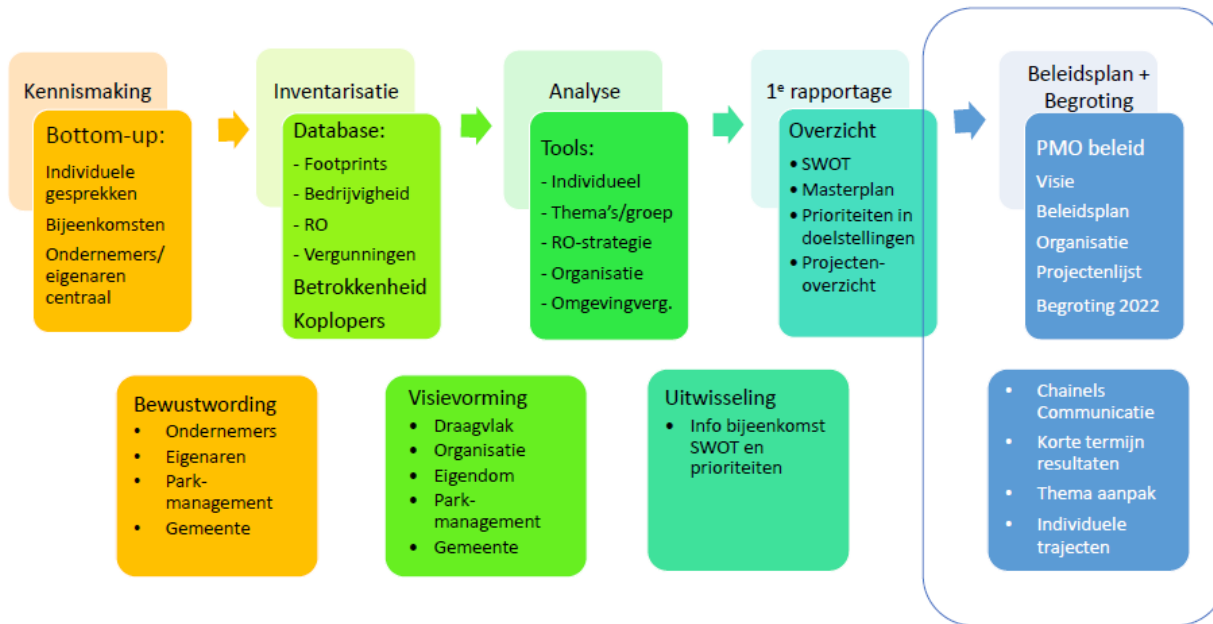 Kennismaking
Bottom-up:
Individuele
gesprekken
Bijeenkomsten
Ondernemers/
eigenaren
centraal
Inventarisatie
Database:
- Footprints
- Bedrijvigheid
- RO
- Vergunningen
Betrokkenheid
Koplopers
Analyse
Tools:
- Individueel
- Thema's/groep
- RO-strategie
- Organisatie
- Omgevingverg.
1e rapportage
Overzicht
• SWOT
• Masterplan
• Prioriteiten in
doelstellingen
• Projecten-
overzicht
Beleidsplan +
Begroting
PMO beleid
Visie
Beleidsplan
Organisatie
Projectenlijst
Begroting 2022
Bewustwording
• Ondernemers
• Eigenaren
• Park-
management
• Gemeente
Visievorming
• Draagvlak
• Organisatie
• Eigendom
• Park-
management
• Gemeente
Uitwisseling
• Info bijeenkomst
SWOT en
prioriteiten
• Chainels
Communicatie
• Korte termijn
resultaten
• Thema aanpak
• Individuele
trajecten